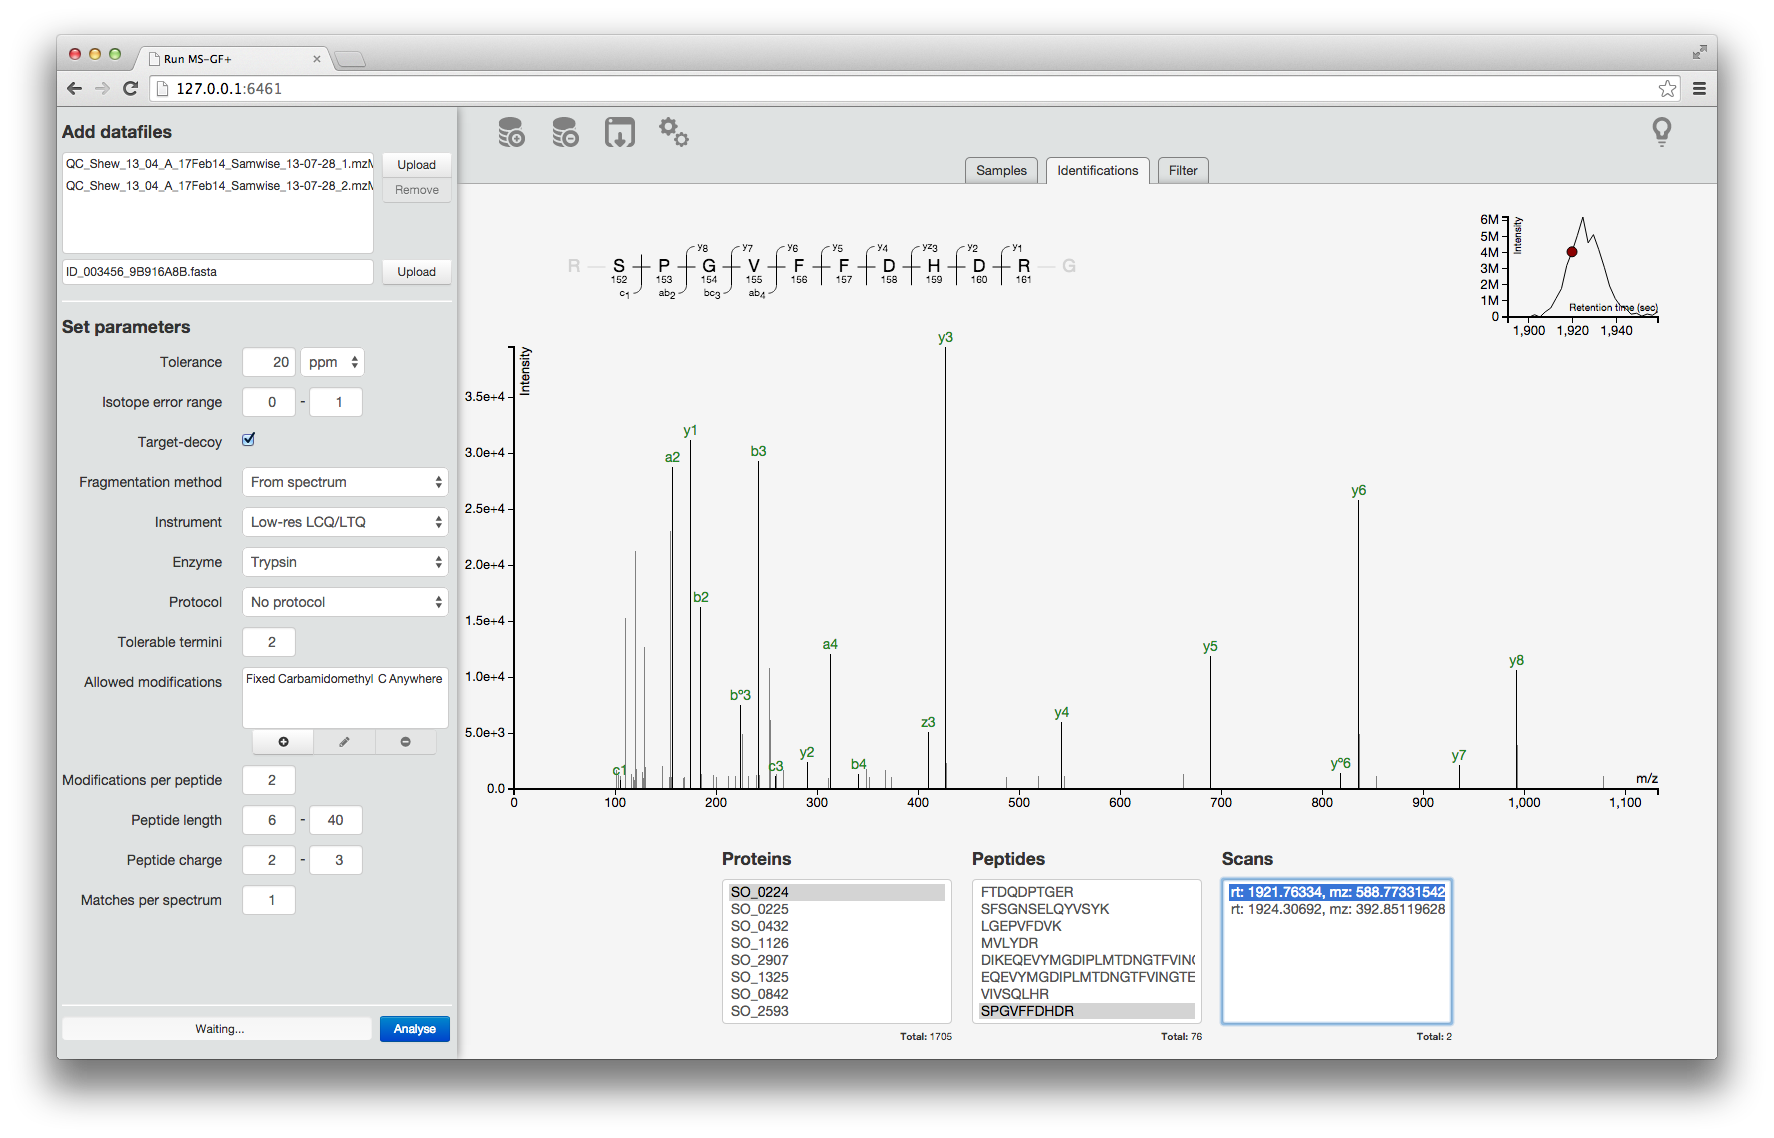 Run MS-GF+
127.0.0.1:6461
Add datafiles
QC_Shew_13_04_A_17Feb14_Samwise_13-07-28_1.mzM
Upload
QC_Shew_13_04_A_17Feb14_Samwise_13-07-28_2.mzM
Remove
ID_003456_9B916A8B.fasta
Upload
Set parameters
Tolerance 20 ppm
Isotope error range 0 - 1
Target-decoy
Fragmentation method From spectrum
Instrument Low-res LCQ/LTQ
Enzyme Trypsin
Protocol No protocol
Tolerable termini 2
Allowed modifications Fixed Carbamidomethyl C Anywhere
Modifications per peptide 2
Peptide length 6 - 40
Peptide charge 2 - 3
Matches per spectrum 1
Waiting... Analyse
Samples Identifications Filter
y8 y7 y6 y5 y4 yz3 y2 y1
R S P G V F F D H D R G
152 153 154 155 156 157 158 159 160 161
c1 ab2 bc3 ab4
6M
5M
4M
3M
2M
1M
0
Intensity
Retention time (sec)
1,900 1,920 1,940
Intensity
3.5e+4
3.0e+4
2.5e+4
2.0e+4
1.5e+4
1.0e+4
5.0e+3
0.0
y3
y1
b3
a2
y6
b2
a4
y5
y8
b°3
y4
z3
y2
y7
b4
c3
c1
y°6
m/z
0 100 200 300 400 500 600 700 800 900 1,000 1,100
Proteins
SO_0224
SO_0225
SO_0432
SO_1126
SO_2907
SO_1325
SO_0842
SO_2593
Total: 1705
Peptides
FTDQDPTGER
SFSGNSELQYVSYK
LGEPVFDVK
MVLYDR
DIKEQEVYMGDIPLMTDNGTFVING
EQEVYMGDIPLMTDNGTFVINGTE
VIVSQLHR
SPGVFFDHDR
Total: 76
Scans
rt: 1921.76334, mz: 588.77331542
rt: 1924.30692, mz: 392.85119628
Total: 2